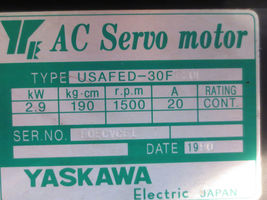 AC Servo motor
TYPE USAFED-30F
kW kg·cm r.p.m A RATING
2.9 190 1500 20 CONT.
SER.NO.
DATE 19
YASKAWA
Electric JAPAN